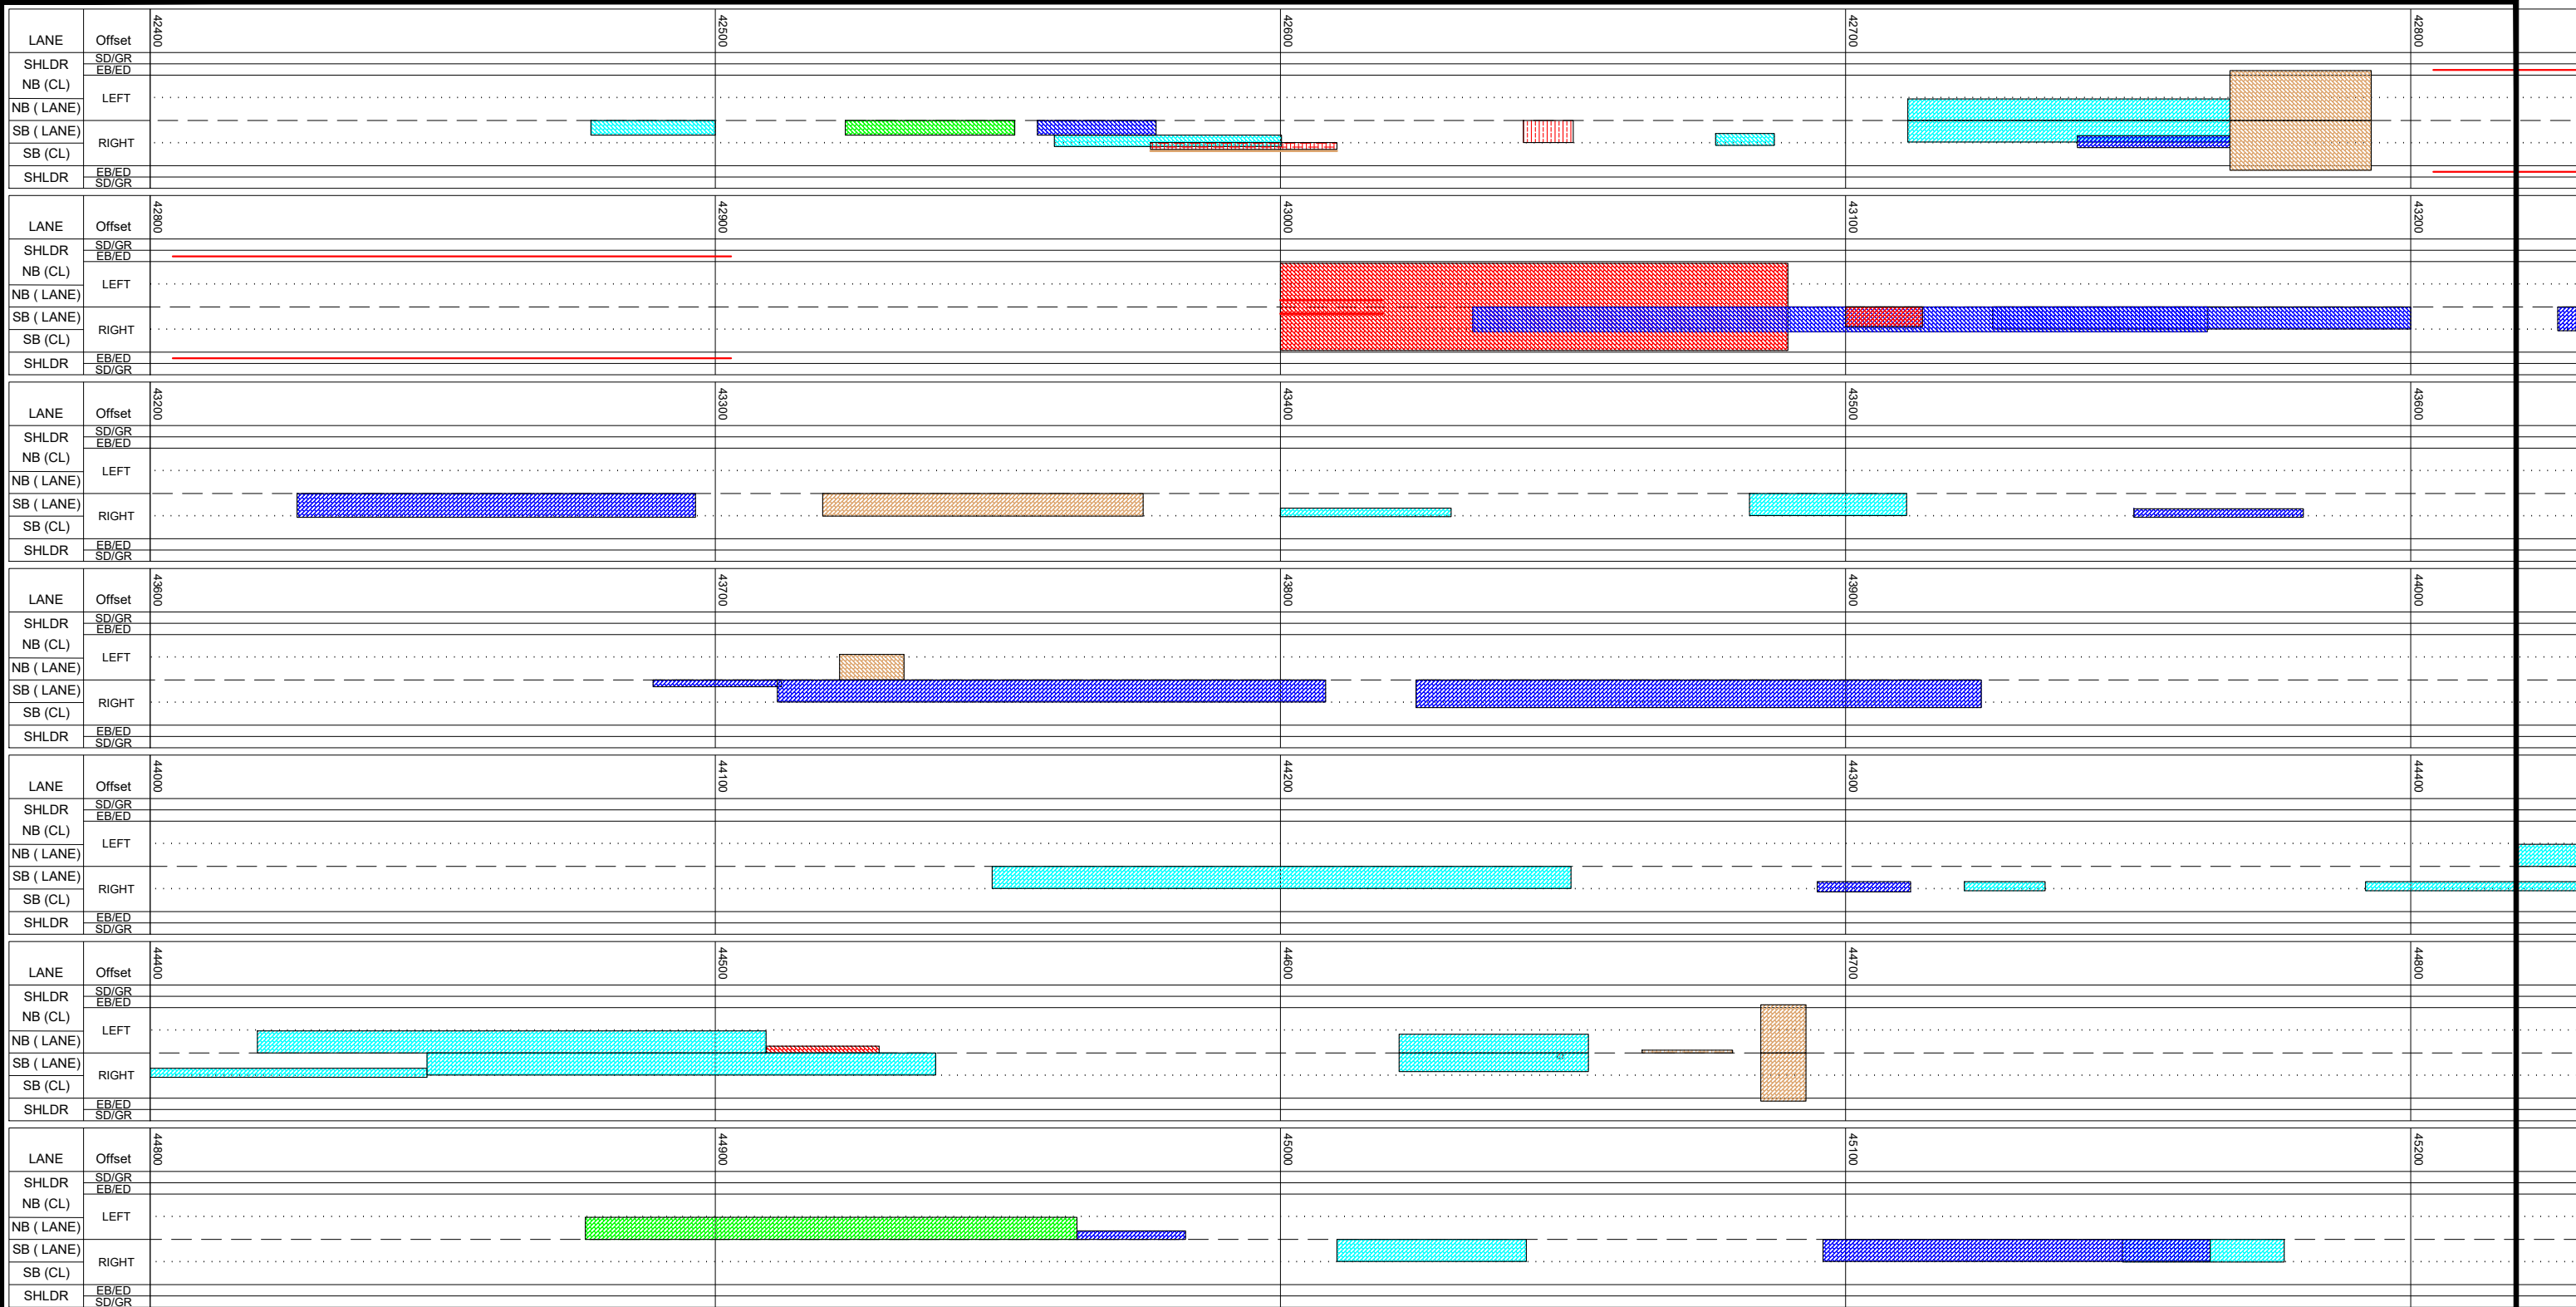 LANE Offset 42400 42500 42600 42700 42800
SHLDR SD/GR
EB/ED
NB (CL)
LEFT
NB ( LANE)
SB ( LANE)
RIGHT
SB (CL)
SHLDR EB/ED
SD/GR
LANE Offset 42800 42900 43000 43100 43200
SHLDR SD/GR
EB/ED
NB (CL)
LEFT
NB ( LANE)
SB ( LANE)
RIGHT
SB (CL)
SHLDR EB/ED
SD/GR
LANE Offset 43200 43300 43400 43500 43600
SHLDR SD/GR
EB/ED
NB (CL)
LEFT
NB ( LANE)
SB ( LANE)
RIGHT
SB (CL)
SHLDR EB/ED
SD/GR
LANE Offset 43600 43700 43800 43900 44000
SHLDR SD/GR
EB/ED
NB (CL)
LEFT
NB ( LANE)
SB ( LANE)
RIGHT
SB (CL)
SHLDR EB/ED
SD/GR
LANE Offset 44000 44100 44200 44300 44400
SHLDR SD/GR
EB/ED
NB (CL)
LEFT
NB ( LANE)
SB ( LANE)
RIGHT
SB (CL)
SHLDR EB/ED
SD/GR
LANE Offset 44400 44500 44600 44700 44800
SHLDR SD/GR
EB/ED
NB (CL)
LEFT
NB ( LANE)
SB ( LANE)
RIGHT
SB (CL)
SHLDR EB/ED
SD/GR
LANE Offset 44800 44900 45000 45100 45200
SHLDR SD/GR
EB/ED
NB (CL)
LEFT
NB ( LANE)
SB ( LANE)
RIGHT
SB (CL)
SHLDR EB/ED
SD/GR